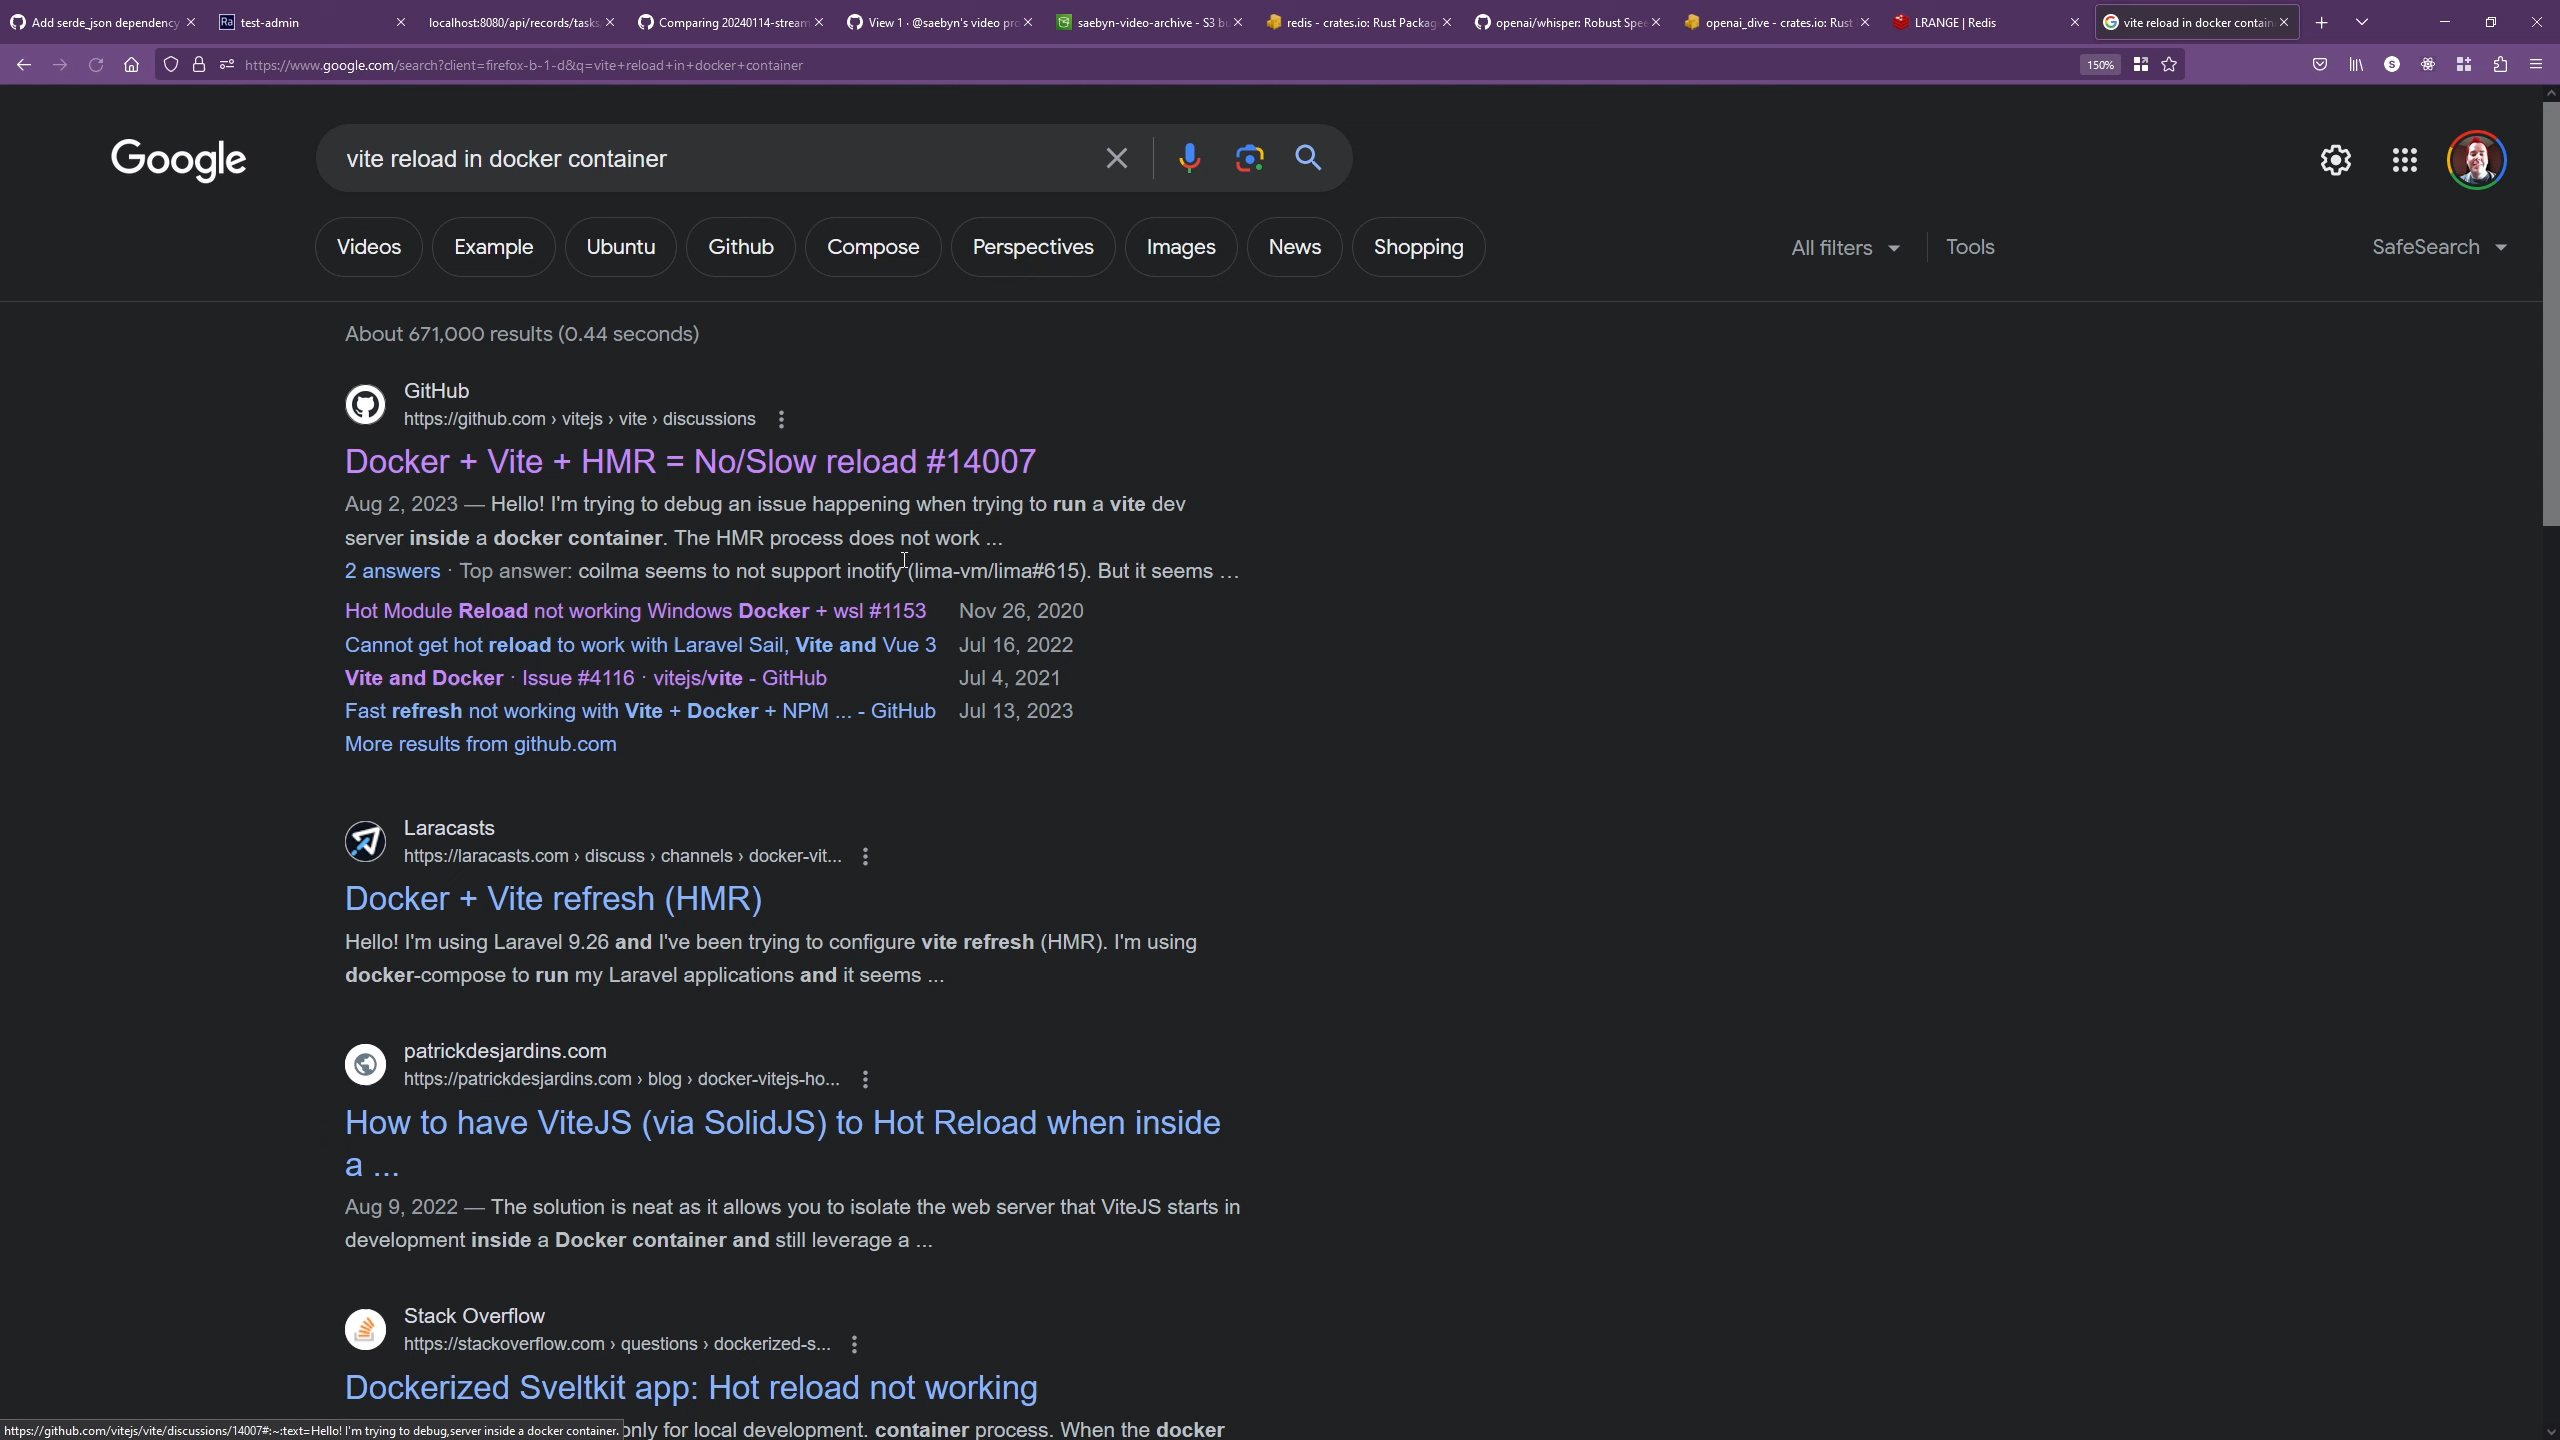 Add serde_json dependency
test-admin
localhost:8080/api/records/tasks
Comparing 20240114-stream
View 1 · @saebyn's video pro
saebyn-video-archive - S3 bu
redis - crates.io: Rust Packag
openai/whisper: Robust Spee
openai_dive - crates.io: Rust
LRANGE | Redis
vite reload in docker contain
https://www.google.com/search?client=firefox-b-1-d&q=vite+reload+in+docker+container
150%
Google
vite reload in docker container
Videos
Example
Ubuntu
Github
Compose
Perspectives
Images
News
Shopping
All filters
Tools
SafeSearch
About 671,000 results (0.44 seconds)
GitHub
https://github.com › vitejs › vite › discussions
Docker + Vite + HMR = No/Slow reload #14007
Aug 2, 2023 — Hello! I'm trying to debug an issue happening when trying to run a vite dev
server inside a docker container. The HMR process does not work ...
2 answers · Top answer: coilma seems to not support inotify (lima-vm/lima#615). But it seems ...
Hot Module Reload not working Windows Docker + wsl #1153 Nov 26, 2020
Cannot get hot reload to work with Laravel Sail, Vite and Vue 3 Jul 16, 2022
Vite and Docker · Issue #4116 · vitejs/vite - GitHub Jul 4, 2021
Fast refresh not working with Vite + Docker + NPM ... - GitHub Jul 13, 2023
More results from github.com
Laracasts
https://laracasts.com › discuss › channels › docker-vit...
Docker + Vite refresh (HMR)
Hello! I'm using Laravel 9.26 and I've been trying to configure vite refresh (HMR). I'm using
docker-compose to run my Laravel applications and it seems ...
patrickdesjardins.com
https://patrickdesjardins.com › blog › docker-vitejs-ho...
How to have ViteJS (via SolidJS) to Hot Reload when inside
a ...
Aug 9, 2022 — The solution is neat as it allows you to isolate the web server that ViteJS starts in
development inside a Docker container and still leverage a ...
Stack Overflow
https://stackoverflow.com › questions › dockerized-s...
Dockerized Sveltkit app: Hot reload not working
only for local development. container process. When the docker
https://github.com/vitejs/vite/discussions/14007#:~:text=Hello! I'm trying to debug,server inside a docker container.